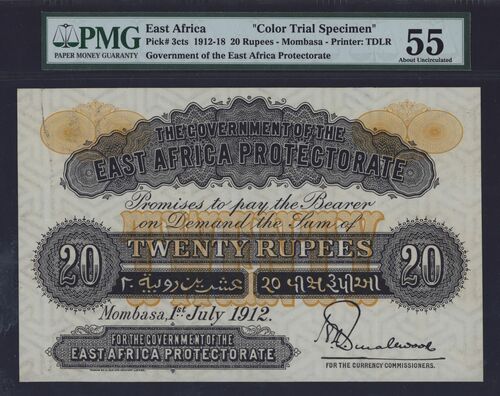 PMG
PAPER MONEY GUARANTY
East Africa "Color Trial Specimen"
Pick# 3cts 1912-18 20 Rupees - Mombasa - Printer: TDLR
Government of the East Africa Protectorate
55
About Uncirculated
THE GOVERNMENT OF THE
EAST AFRICA PROTECTORATE
Promises to pay the Bearer
on Demand the Sum of
TWENTY
20 TWENTY RUPEES 20
٢٠ عشرين روبية
૨૦ વીસ રૂપીઆ
Mombasa, 1st July 1912.
FOR THE GOVERNMENT OF THE
EAST AFRICA PROTECTORATE
FOR THE CURRENCY COMMISSIONERS.